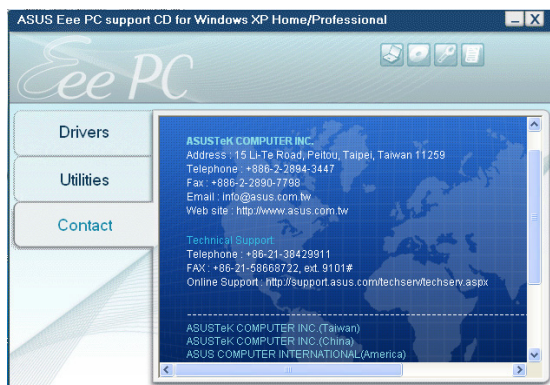 ASUS Eee PC support CD for Windows XP Home/Professional
Eee PC
Drivers
Utilities
Contact
ASUSTeK COMPUTER INC.
Address : 15 Li-Te Road, Peitou, Taipei, Taiwan 11259
Telephone : +886-2-2894-3447
Fax : +886-2-2890-7798
Email : info@asus.com.tw
Web site : http://www.asus.com.tw
Technical Support
Telephone : +86-21-38429911
FAX : +86-21-58668722, ext. 9101#
Online Support : http://support.asus.com/techserv/techserv.aspx
ASUSTeK COMPUTER INC.(Taiwan)
ASUSTeK COMPUTER INC.(China)
ASUS COMPUTER INTERNATIONAL(America)